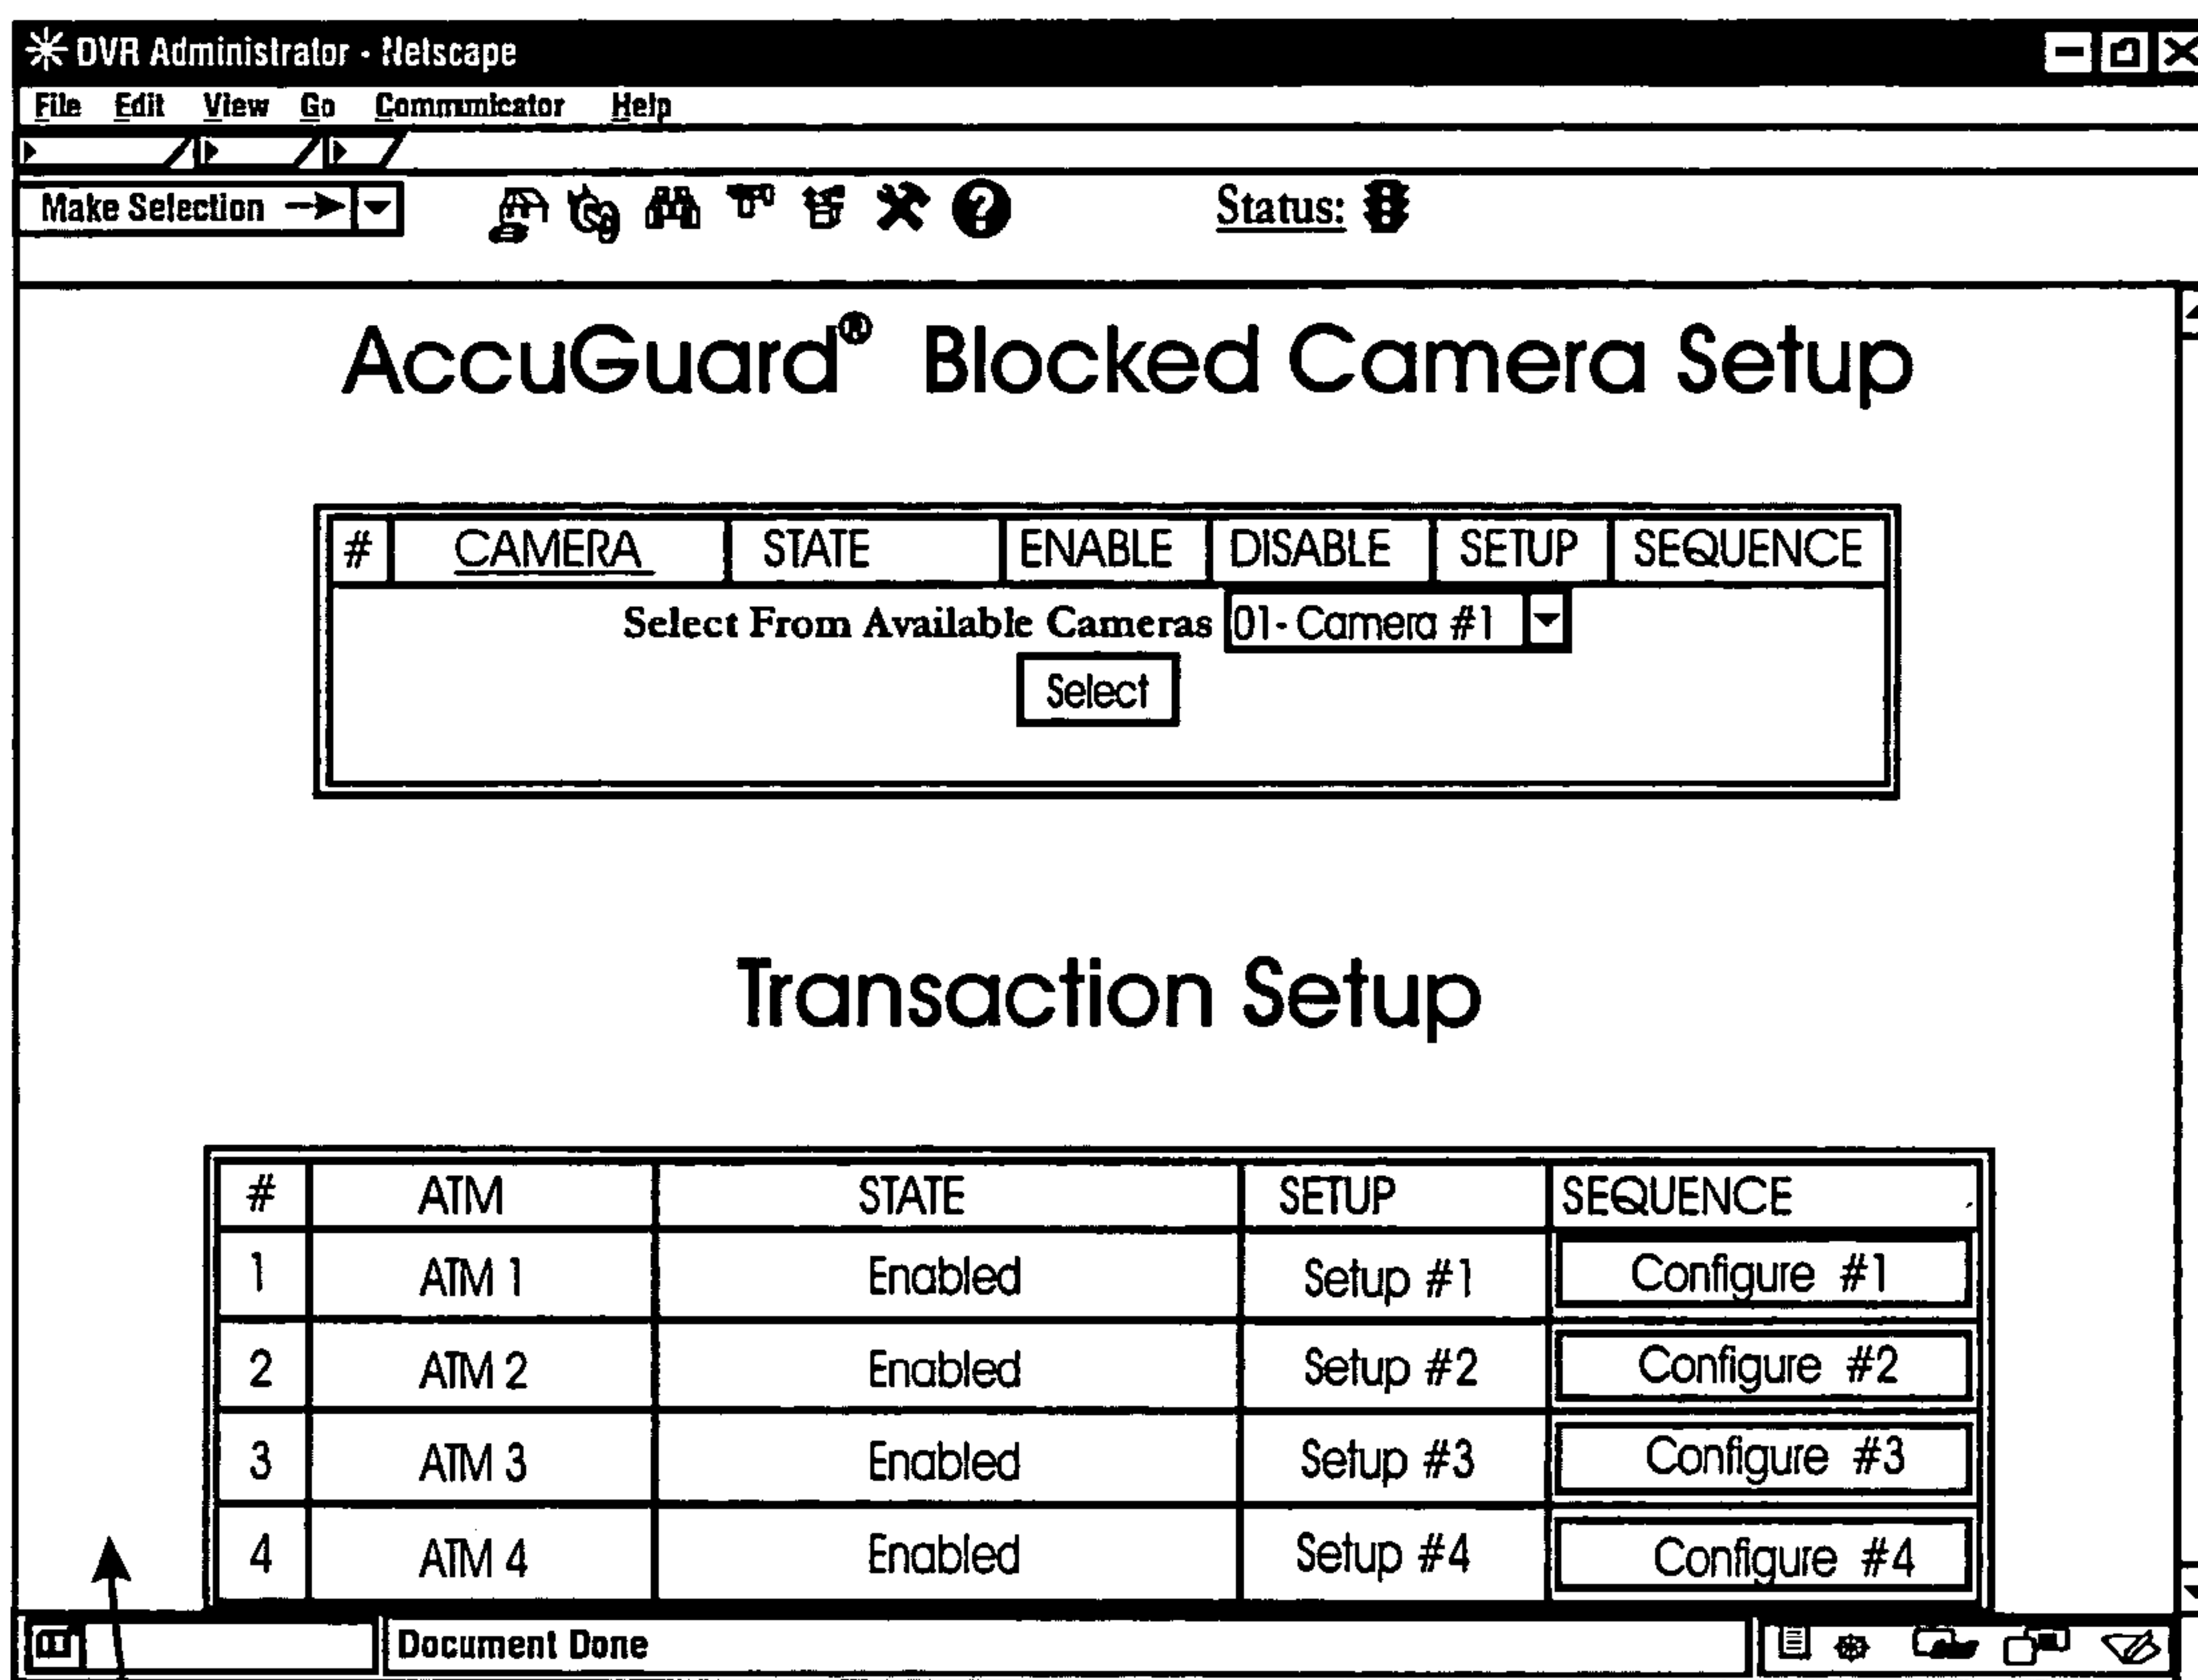 DVR Administrator - Netscape
File Edit View Go Communicator Help
Make Selection
Status:
AccuGuard® Blocked Camera Setup
# CAMERA STATE ENABLE DISABLE SETUP SEQUENCE
Select From Available Cameras 01- Camera #1
Select
Transaction Setup
# ATM STATE SETUP SEQUENCE
1 ATM 1 Enabled Setup #1 Configure #1
2 ATM 2 Enabled Setup #2 Configure #2
3 ATM 3 Enabled Setup #3 Configure #3
4 ATM 4 Enabled Setup #4 Configure #4
Document Done